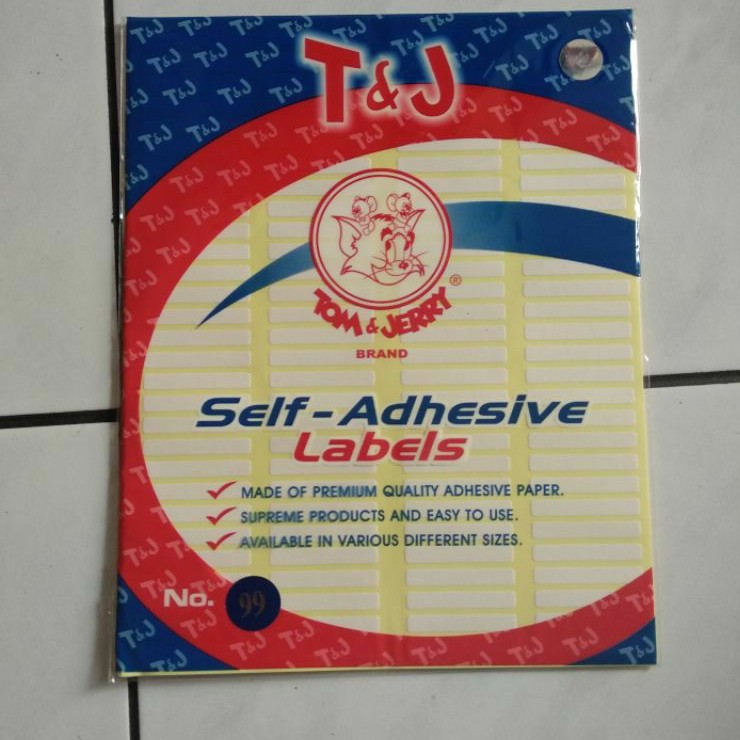 T&J
TOM & JERRY ®
BRAND
Self-Adhesive
Labels
MADE OF PREMIUM QUALITY ADHESIVE PAPER.
SUPREME PRODUCTS AND EASY TO USE.
AVAILABLE IN VARIOUS DIFFERENT SIZES.
No. 99